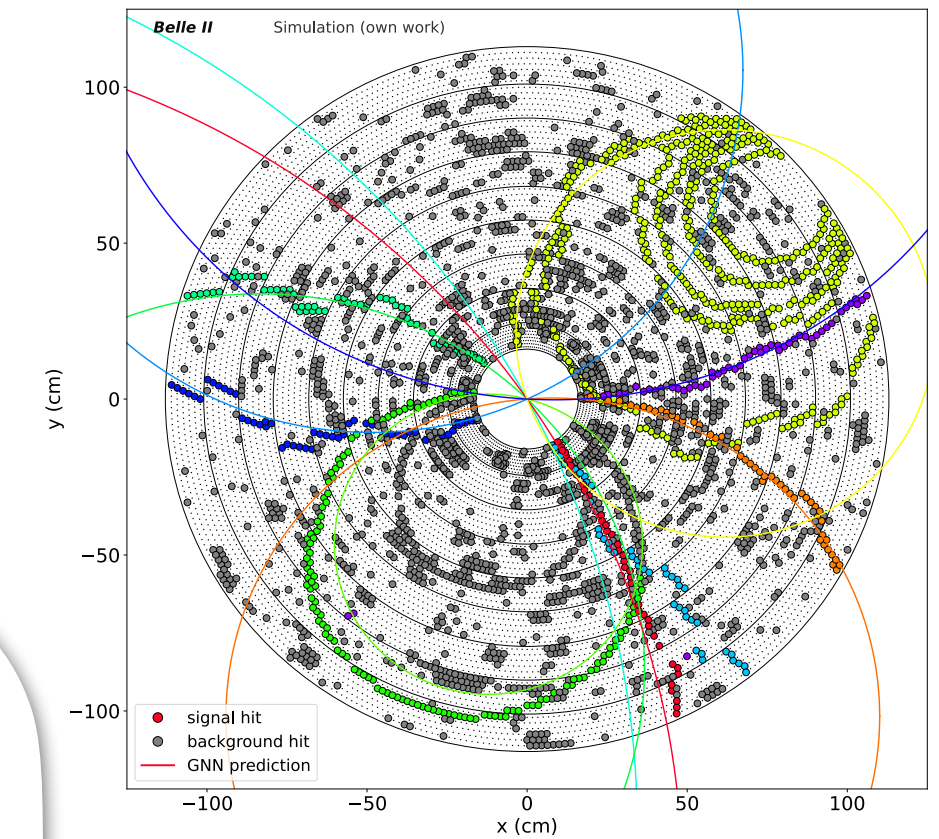 Belle II Simulation (own work)
100
50
0
−50
−100
y (cm)
signal hit
background hit
GNN prediction
−100 −50 0 50 100
x (cm)